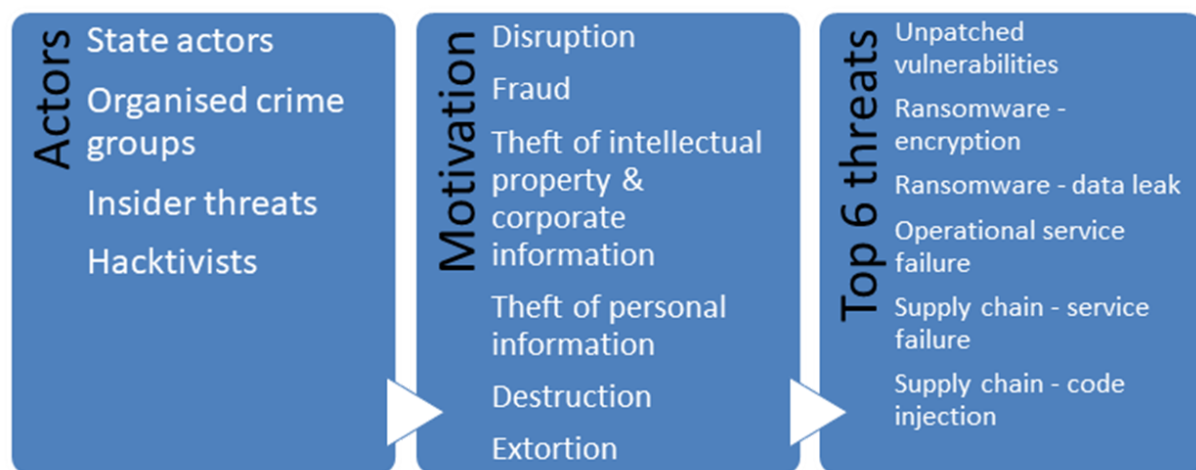 Actors
State actors
Organised crime
groups
Insider threats
Hacktivists
Motivation
Disruption
Fraud
Theft of intellectual
property &
corporate
information
Theft of personal
information
Destruction
Extortion
Top 6 threats
Unpatched
vulnerabilities
Ransomware -
encryption
Ransomware - data leak
Operational service
failure
Supply chain - service
failure
Supply chain - code
injection